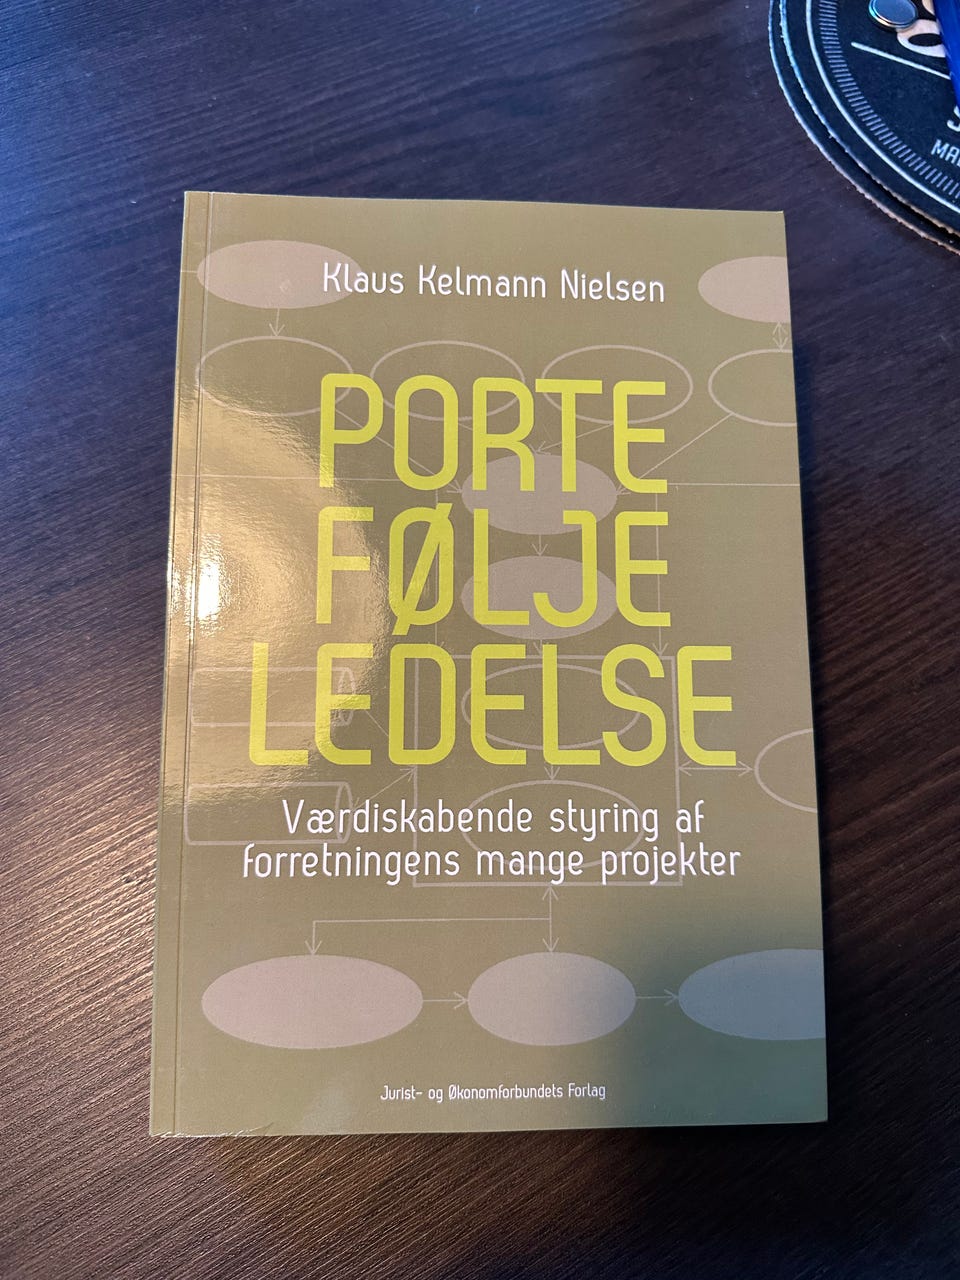 Klaus Kelmann Nielsen
PORTE
FØLJE
LEDELSE
Værdiskabende styring af
forretningens mange projekter
Jurist- og Økonomforbundets Forlag